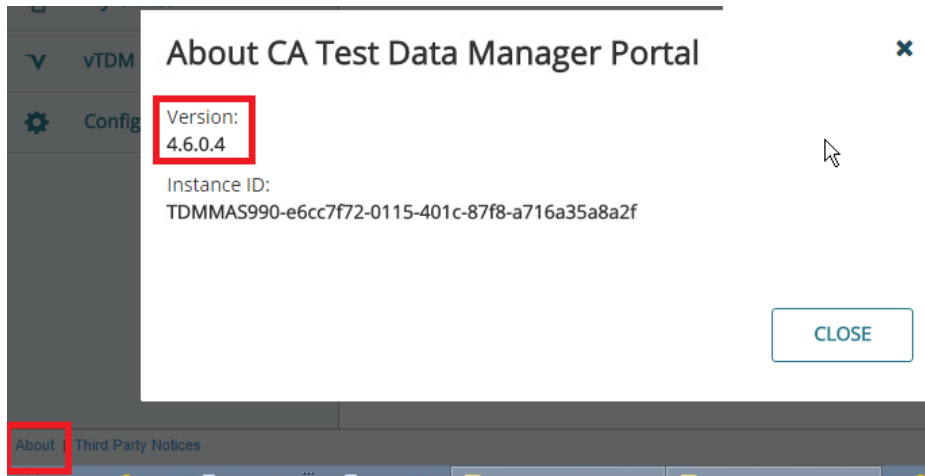 About CA Test Data Manager Portal
vTDM
Config
Version:
4.6.0.4
Instance ID:
TDMMAS990-e6cc7f72-0115-401c-87f8-a716a35a8a2f
CLOSE
About | Third Party Notices